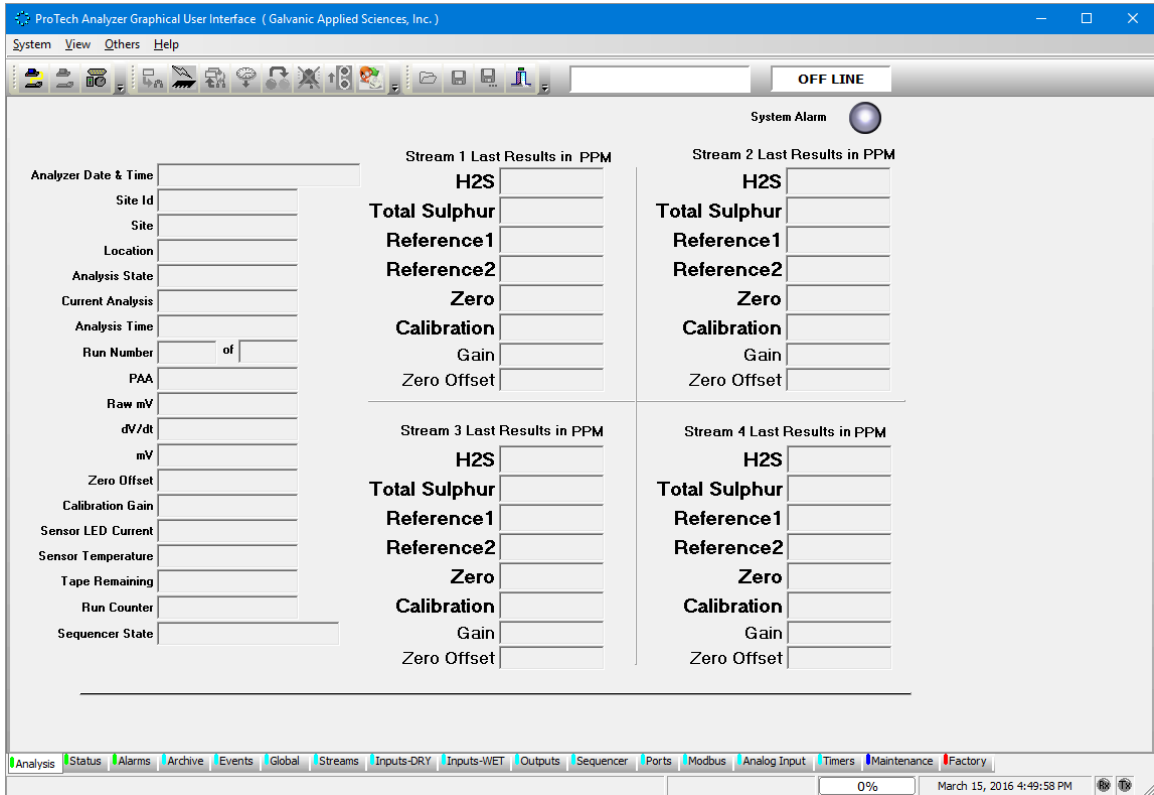 ProTech Analyzer Graphical User Interface ( Galvanic Applied Sciences, Inc. )
System View Others Help
OFF LINE
System Alarm
Analyzer Date & Time
Site Id
Site
Location
Analysis State
Current Analysis
Analysis Time
Run Number of
PAA
Raw mV
dV/dt
mV
Zero Offset
Calibration Gain
Sensor LED Current
Sensor Temperature
Tape Remaining
Run Counter
Sequencer State
Stream 1 Last Results in PPM
H2S
Total Sulphur
Reference1
Reference2
Zero
Calibration
Gain
Zero Offset
Stream 2 Last Results in PPM
H2S
Total Sulphur
Reference1
Reference2
Zero
Calibration
Gain
Zero Offset
Stream 3 Last Results in PPM
H2S
Total Sulphur
Reference1
Reference2
Zero
Calibration
Gain
Zero Offset
Stream 4 Last Results in PPM
H2S
Total Sulphur
Reference1
Reference2
Zero
Calibration
Gain
Zero Offset
Analysis Status Alarms Archive Events Global Streams Inputs-DRY Inputs-WET Outputs Sequencer Ports Modbus Analog Input Timers Maintenance Factory
0% March 15, 2016 4:49:58 PM Rx Tx